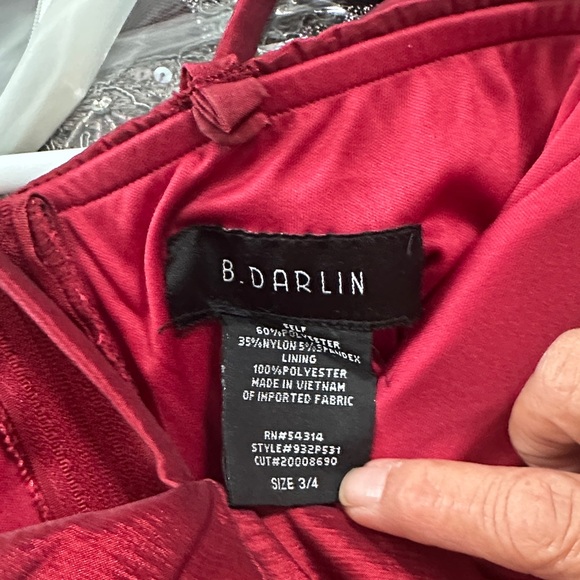 B.DARLIN
SELF
60%POLYESTER
35%NYLON 5%SPANDEX
LINING
100%POLYESTER
MADE IN VIETNAM
OF IMPORTED FABRIC
RN#54314
STYLE#932P531
CUT#20008690
SIZE 3/4